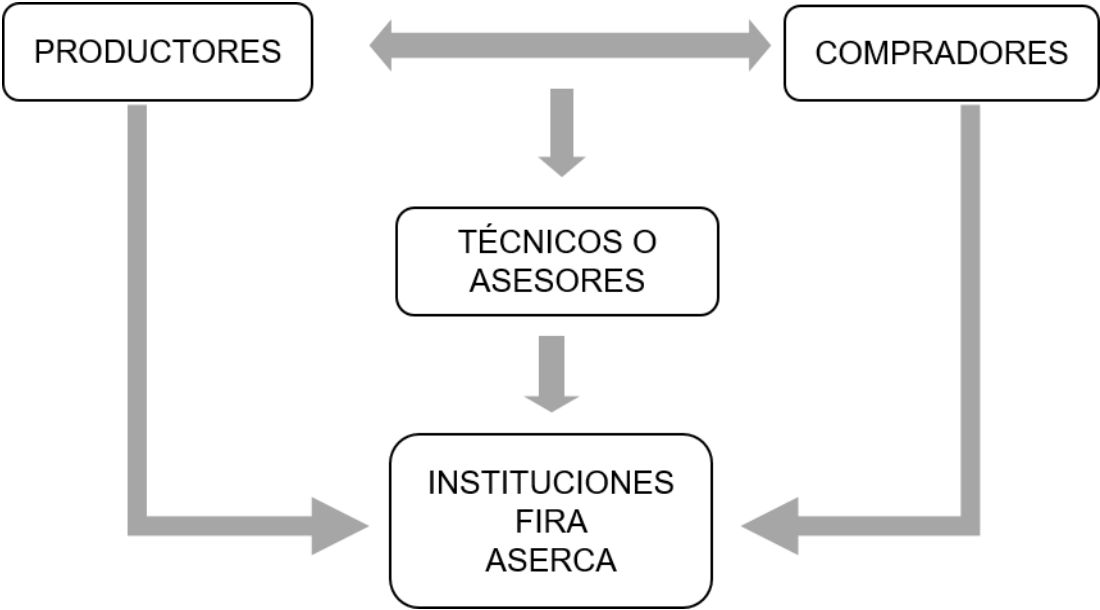 PRODUCTORES
COMPRADORES
TÉCNICOS O
ASESORES
INSTITUCIONES
FIRA
ASERCA